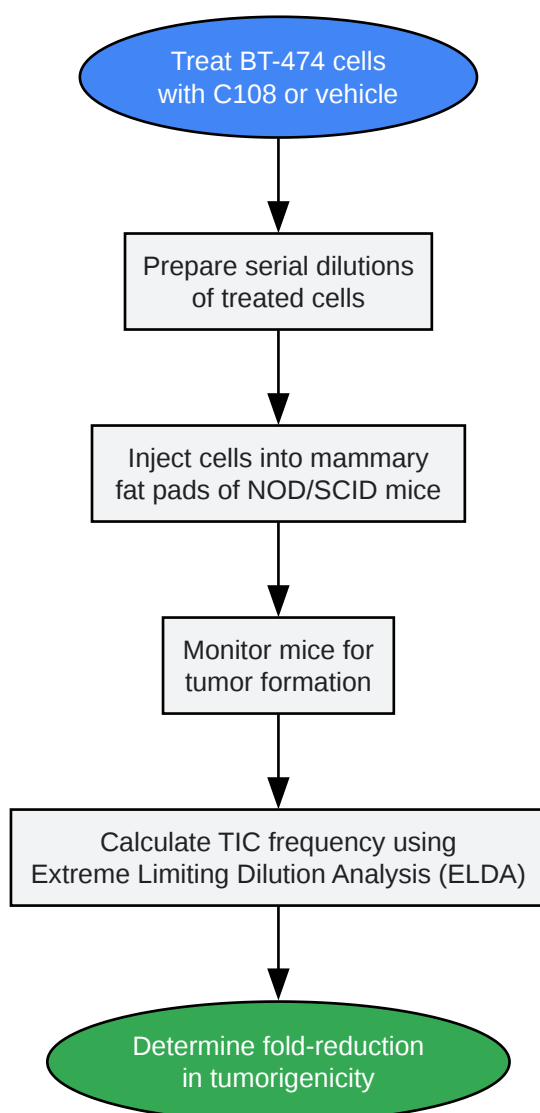 Treat BT-474 cells
with C108 or vehicle
Prepare serial dilutions
of treated cells
Inject cells into mammary
fat pads of NOD/SCID mice
Monitor mice for
tumor formation
Calculate TIC frequency using
Extreme Limiting Dilution Analysis (ELDA)
Determine fold-reduction
in tumorigenicity